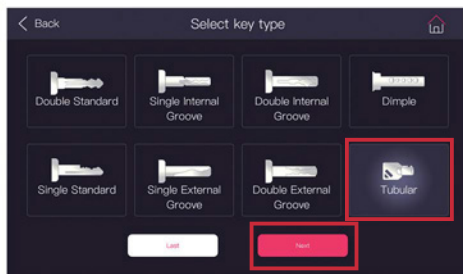 Back
Select key type
Double Standard
Single Internal
Groove
Double Internal
Groove
Dimple
Single Standard
Single External
Groove
Double External
Groove
Tubular
Last
Next